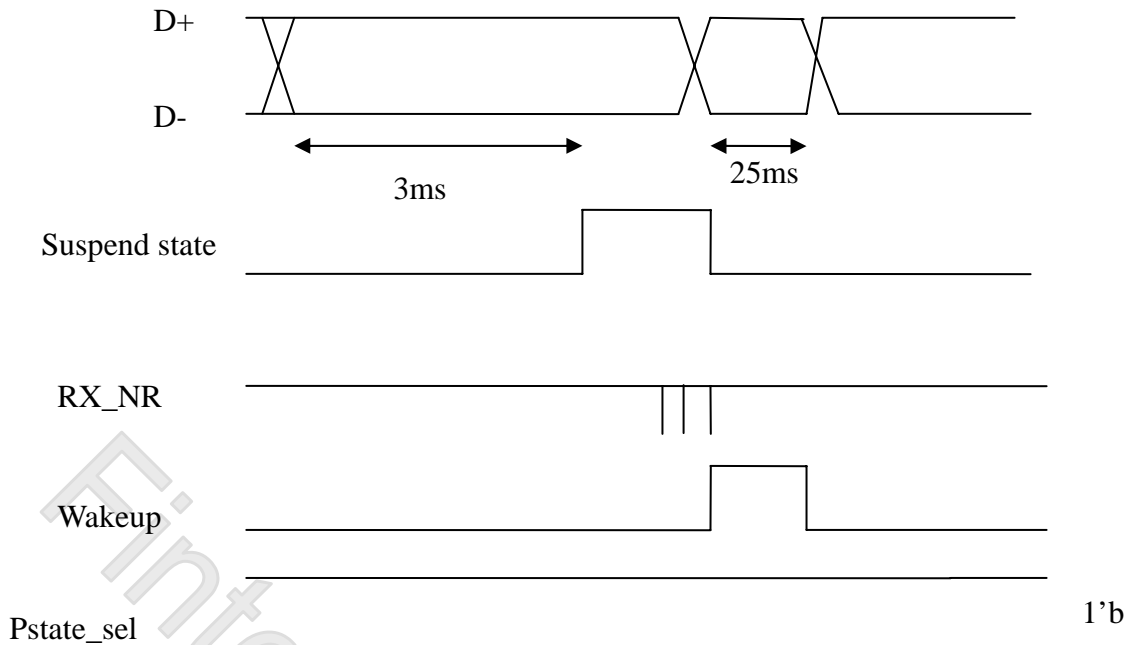 D+
D-
3ms
25ms
Suspend state
RX_NR
Wakeup
Pstate_sel
1’b